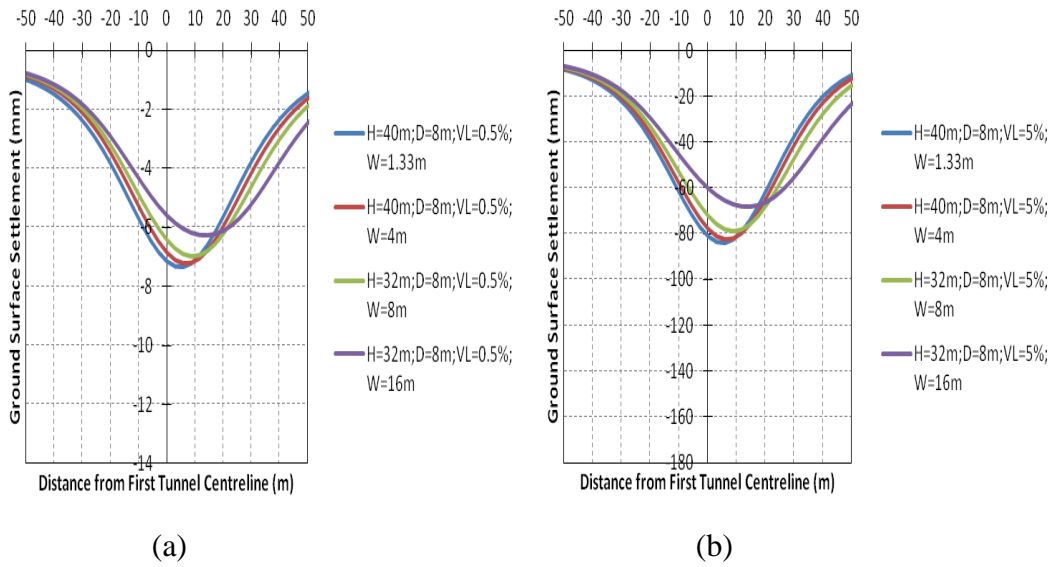 -50 -40 -30 -20 -10 0 10 20 30 40 50
0
-2
-4
-6
-8
-10
-12
-14
Ground Surface Settlement (mm)
Distance from First Tunnel Centreline (m)
H=40m;D=8m;VL=0.5%;
W=1.33m
H=40m;D=8m;VL=0.5%;
W=4m
H=32m;D=8m;VL=0.5%;
W=8m
H=32m;D=8m;VL=0.5%;
W=16m
(a)
-50 -40 -30 -20 -10 0 10 20 30 40 50
0
-20
-40
-60
-80
-100
-120
-140
-160
-180
Ground Surface Settlement (mm)
Distance from First Tunnel Centreline (m)
H=40m;D=8m;VL=5%;
W=1.33m
H=40m;D=8m;VL=5%;
W=4m
H=32m;D=8m;VL=5%;
W=8m
H=32m;D=8m;VL=5%;
W=16m
(b)